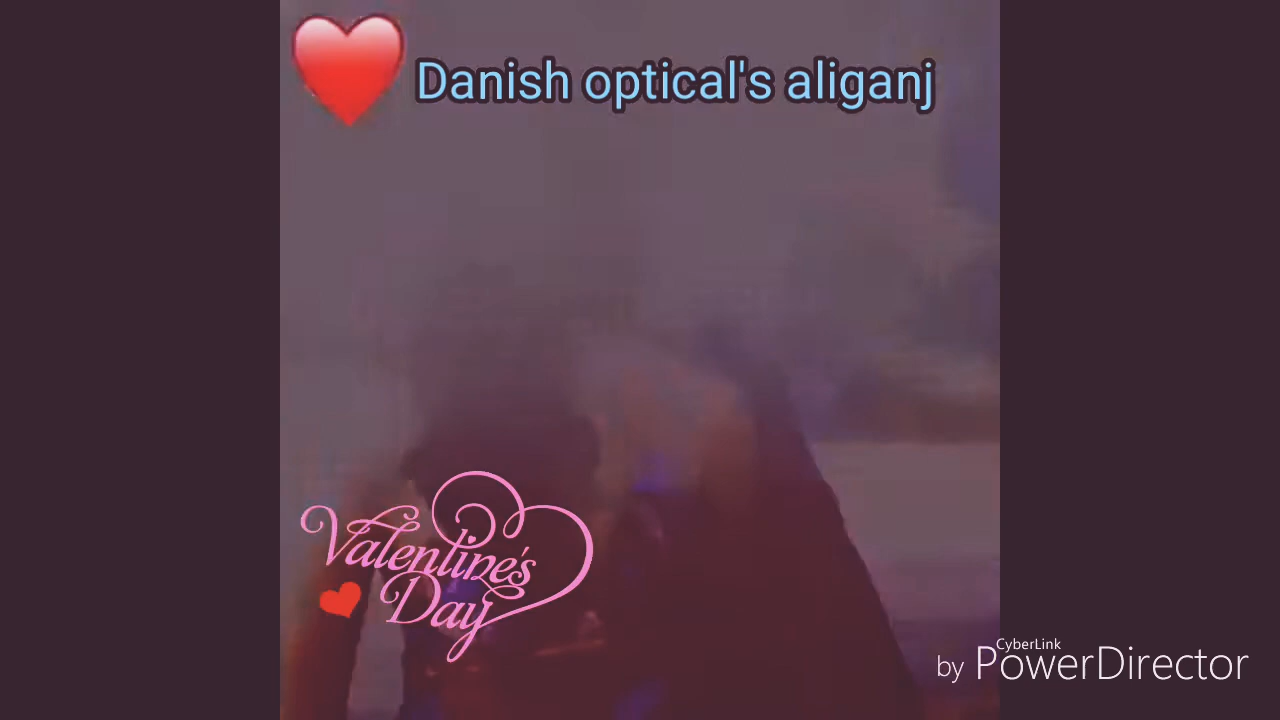 Danish optical's aliganj
Valentine's
Day
CyberLink
by PowerDirector